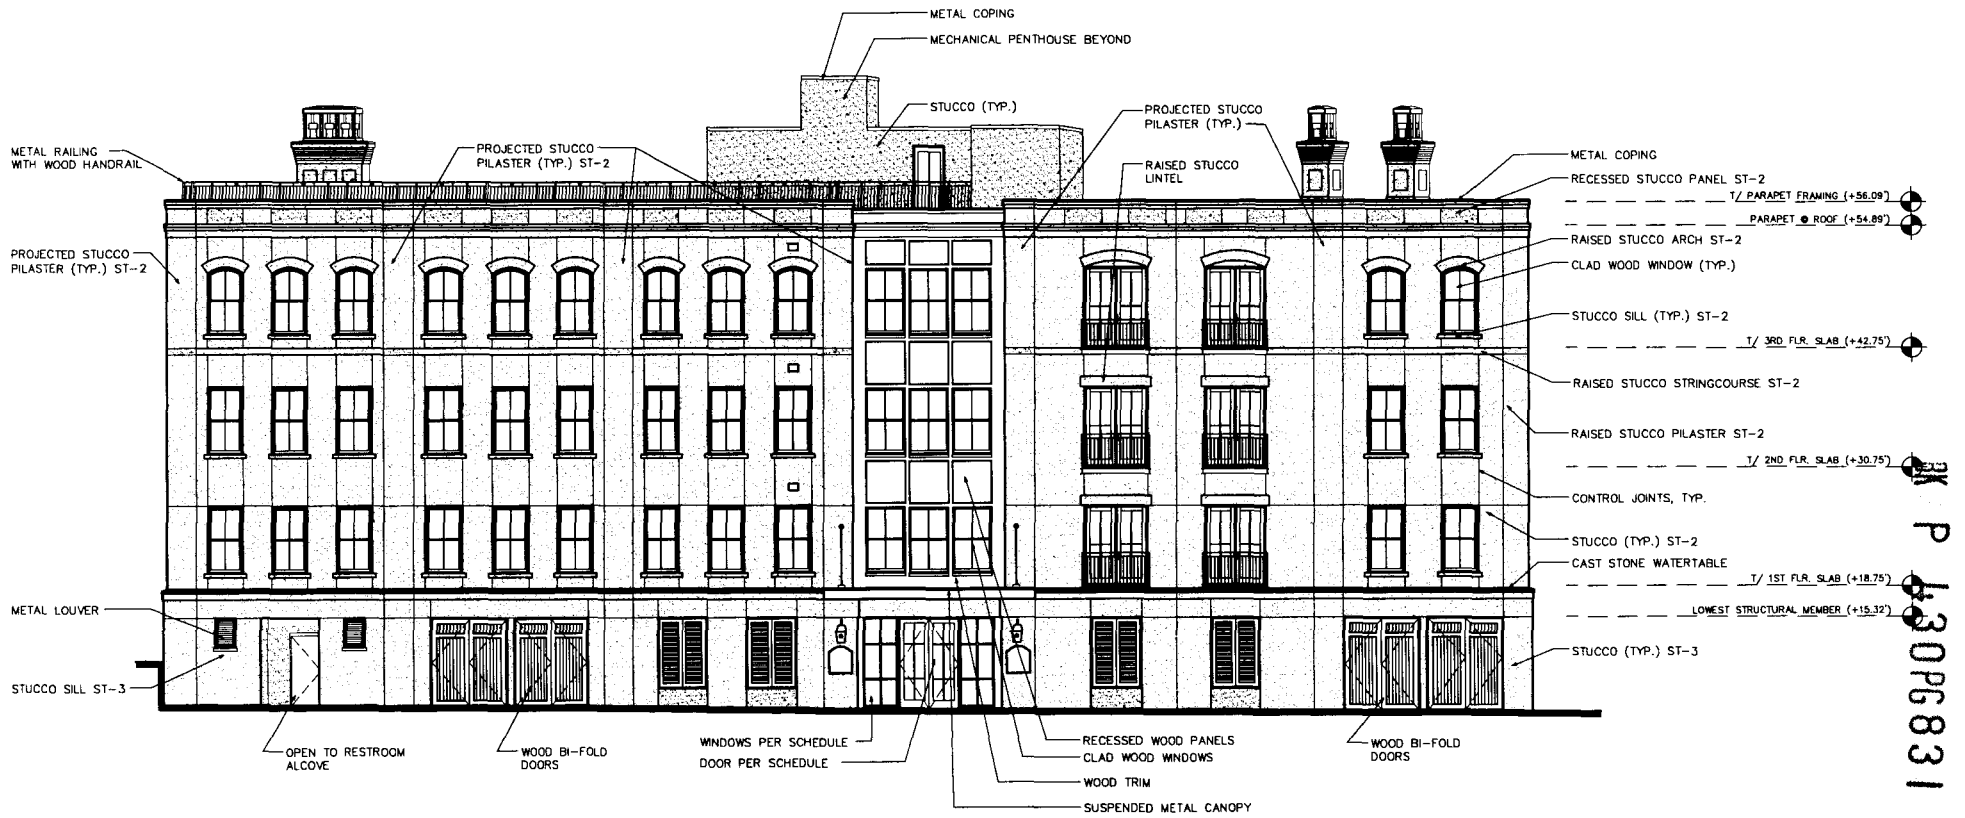 METAL COPING
MECHANICAL PENTHOUSE BEYOND
STUCCO (TYP.)
PROJECTED STUCCO
PILASTER (TYP.)
METAL RAILING
WITH WOOD HANDRAIL
PROJECTED STUCCO
PILASTER (TYP.) ST-2
RAISED STUCCO
LINTEL
METAL COPING
RECESSED STUCCO PANEL ST-2
T/ PARAPET FRAMING (+56.09')
PARAPET @ ROOF (+54.89')
PROJECTED STUCCO
PILASTER (TYP.) ST-2
RAISED STUCCO ARCH ST-2
CLAD WOOD WINDOW (TYP.)
STUCCO SILL (TYP.) ST-2
T/ 3RD FLR. SLAB (+42.75')
RAISED STUCCO STRINGCOURSE ST-2
RAISED STUCCO PILASTER ST-2
T/ 2ND FLR. SLAB (+30.75')
CONTROL JOINTS, TYP.
STUCCO (TYP.) ST-2
CAST STONE WATERTABLE
T/ 1ST FLR. SLAB (+18.75')
LOWEST STRUCTURAL MEMBER (+15.32')
METAL LOUVER
STUCCO (TYP.) ST-3
STUCCO SILL ST-3
OPEN TO RESTROOM
ALCOVE
WOOD BI-FOLD
DOORS
WINDOWS PER SCHEDULE
DOOR PER SCHEDULE
RECESSED WOOD PANELS
CLAD WOOD WINDOWS
WOOD TRIM
SUSPENDED METAL CANOPY
WOOD BI-FOLD
DOORS
BK P 430PG831